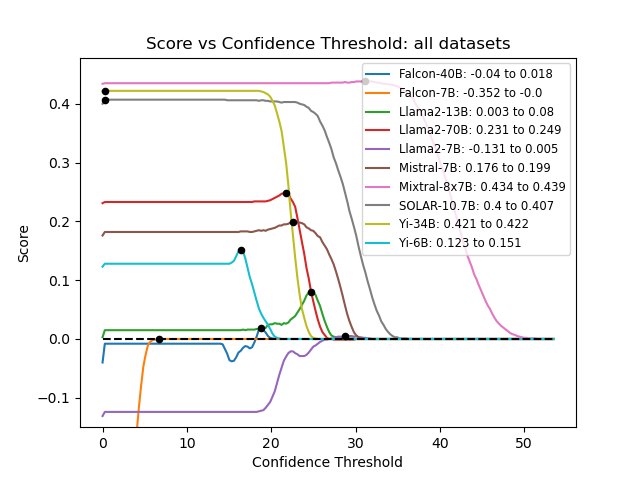 Score vs Confidence Threshold: all datasets
Falcon-40B: -0.04 to 0.018
Falcon-7B: -0.352 to -0.0
Llama2-13B: 0.003 to 0.08
Llama2-70B: 0.231 to 0.249
Llama2-7B: -0.131 to 0.005
Mistral-7B: 0.176 to 0.199
Mixtral-8x7B: 0.434 to 0.439
SOLAR-10.7B: 0.4 to 0.407
Yi-34B: 0.421 to 0.422
Yi-6B: 0.123 to 0.151
Score
0.4
0.3
0.2
0.1
0.0
−0.1
0 10 20 30 40 50
Confidence Threshold